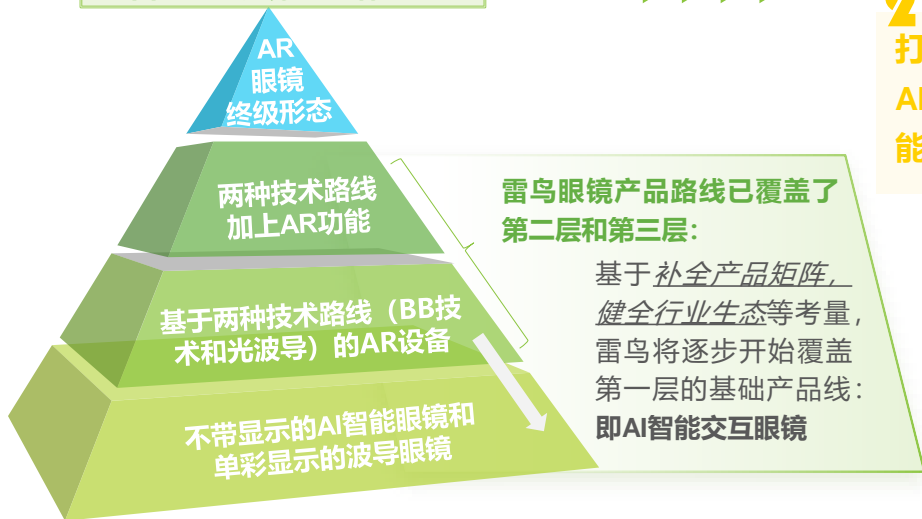 AR
眼镜
终级形态
两种技术路线
加上AR功能
基于两种技术路线（BB技
术和光波导）的AR设备
不带显示的AI智能眼镜和
单彩显示的波导眼镜
雷鸟眼镜产品路线已覆盖了
第二层和第三层：
基于补全产品矩阵，
健全行业生态等考量，
雷鸟将逐步开始覆盖
第一层的基础产品线：
即AI智能交互眼镜
2
打
能